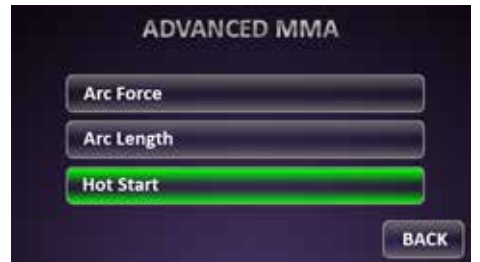 ADVANCED MMA
Arc Force
Arc Length
Hot Start
BACK